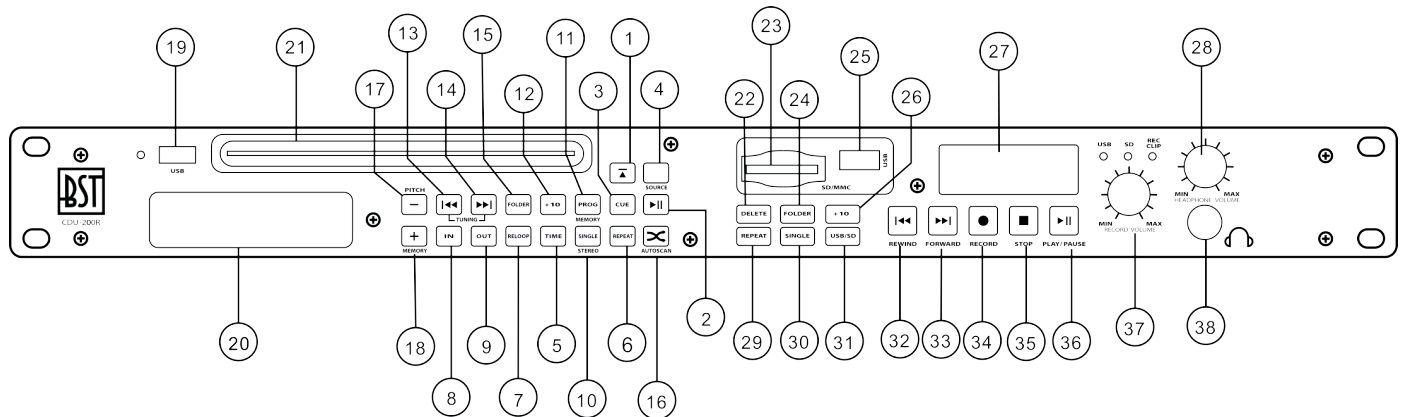 19
21
13
15
11
1
23
25
27
28
17
14
12
3
4
22
24
26
USB
BST
CDU-200R
PITCH
−
TUNING
FOLDER
+10
PROG
MEMORY
CUE
SOURCE
+
MEMORY
IN
OUT
RELOOP
TIME
SINGLE
STEREO
REPEAT
AUTOSCAN
SD/MMC
USB
DELETE
FOLDER
+10
REPEAT
SINGLE
USB/SD
REWIND
FORWARD
RECORD
STOP
PLAY/PAUSE
USB
SD
REC
CLIP
MIN
MAX
RECORD VOLUME
MIN
MAX
HEADPHONE VOLUME
20
18
8
9
7
5
10
6
16
2
29
30
31
32
33
34
35
36
37
38